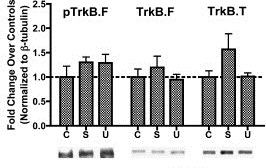 pTrkB.F TrkB.F TrkB.T
Fold Change Over Controls
(Normalized to β-tubulin)
2.5
2.0
1.5
1.0
0.5
0.0
C S U C S U C S U